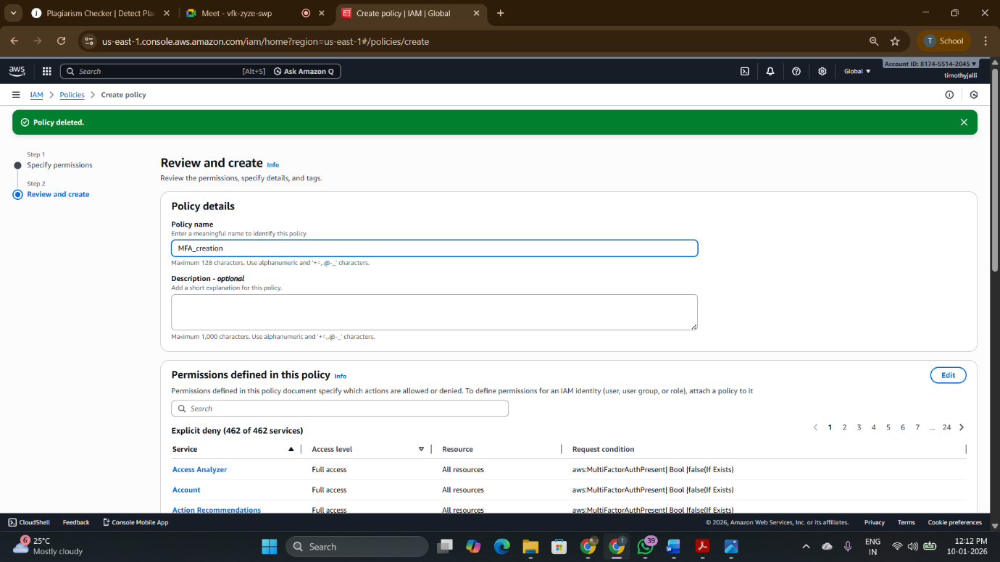 Plagiarism Checker | Detect Pla
Meet - vfk-zyze-swp
Create policy | IAM | Global
us-east-1.console.aws.amazon.com/iam/home?region=us-east-1#/policies/create
T School
aws
Search [Alt+S] Ask Amazon Q
Global
Account ID: 8174-5514-2045
timothyjalli
IAM > Policies > Create policy
Policy deleted.
Step 1
Specify permissions
Step 2
Review and create
Review and create Info
Review the permissions, specify details, and tags.
Policy details
Policy name
Enter a meaningful name to identify this policy.
MFA_creation
Maximum 128 characters. Use alphanumeric and '+=,.@-_' characters.
Description - optional
Add a short explanation for this policy.
Maximum 1,000 characters. Use alphanumeric and '+=,.@-_' characters.
Permissions defined in this policy Info
Edit
Permissions defined in this policy document specify which actions are allowed or denied. To define permissions for an IAM identity (user, user group, or role), attach a policy to it
Search
1 2 3 4 5 6 7 ... 24
Explicit deny (462 of 462 services)
Service Access level Resource Request condition
Access Analyzer Full access All resources aws:MultiFactorAuthPresent| Bool |false(If Exists)
Account Full access All resources aws:MultiFactorAuthPresent| Bool |false(If Exists)
Action Recommendations Full access All resources aws:MultiFactorAuthPresent| Bool |false(If Exists)
CloudShell Feedback Console Mobile App © 2026, Amazon Web Services, Inc. or its affiliates. Privacy Terms Cookie preferences
6
25°C
Mostly cloudy
Search
T
39
ENG
IN
12:12 PM
10-01-2026